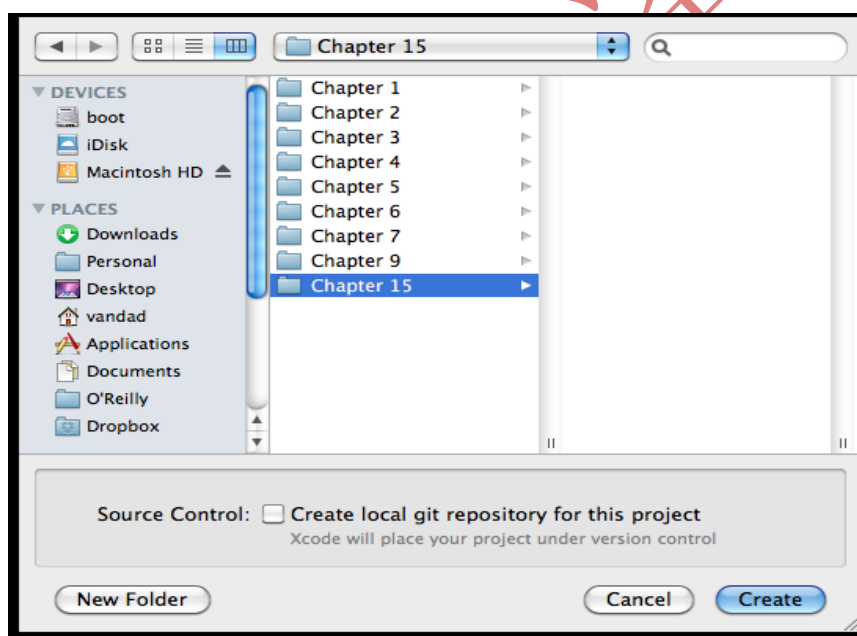 Chapter 15
DEVICES
boot
iDisk
Macintosh HD
PLACES
Downloads
Personal
Desktop
vandad
Applications
Documents
O'Reilly
Dropbox
Chapter 1
Chapter 2
Chapter 3
Chapter 4
Chapter 5
Chapter 6
Chapter 7
Chapter 9
Chapter 15
Source Control: Create local git repository for this project
Xcode will place your project under version control
New Folder Cancel Create